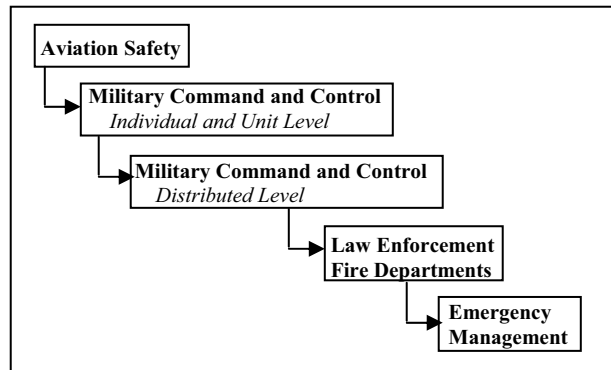 Aviation Safety
Military Command and Control
Individual and Unit Level
Military Command and Control
Distributed Level
Law Enforcement
Fire Departments
Emergency
Management